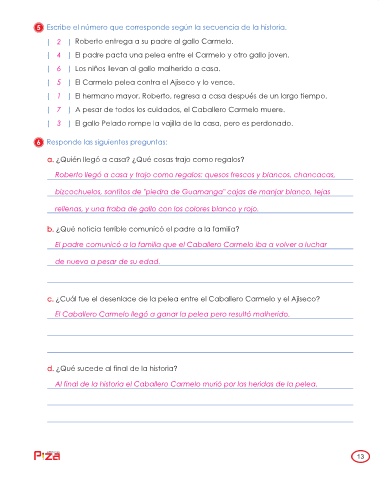 5 Escribe el número que corresponde según la secuencia de la historia.
| 2 | Roberto entrega a su padre al gallo Carmelo.
| 4 | El padre pacta una pelea entre el Carmelo y otro gallo joven.
| 6 | Los niños llevan al gallo malherido a casa.
| 5 | El Carmelo pelea contra el Ajiseco y lo vence.
| 1 | El hermano mayor, Roberto, regresa a casa después de un largo tiempo.
| 7 | A pesar de todos los cuidados, el Caballero Carmelo muere.
| 3 | El gallo Pelado rompe la vajilla de la casa, pero es perdonado.
6 Responde las siguientes preguntas:
a. ¿Quién llegó a casa? ¿Qué cosas trajo como regalos?
Roberto llegó a casa y trajo como regalos: quesos frescos y blancos, chancacas,
bizcochuelos, santitos de "piedra de Guamanga" cajas de manjar blanco, tejas
rellenas, y una traba de gallo con los colores blanco y rojo.
b. ¿Qué noticia terrible comunicó el padre a la familia?
El padre comunicó a la familia que el Caballero Carmelo iba a volver a luchar
de nuevo a pesar de su edad.
c. ¿Cuál fue el desenlace de la pelea entre el Caballero Carmelo y el Ajiseco?
El Caballero Carmelo llegó a ganar la pelea pero resultó malherido.
d. ¿Qué sucede al final de la historia?
Al final de la historia el Caballero Carmelo murió por las heridas de la pelea.
P!ZA
13